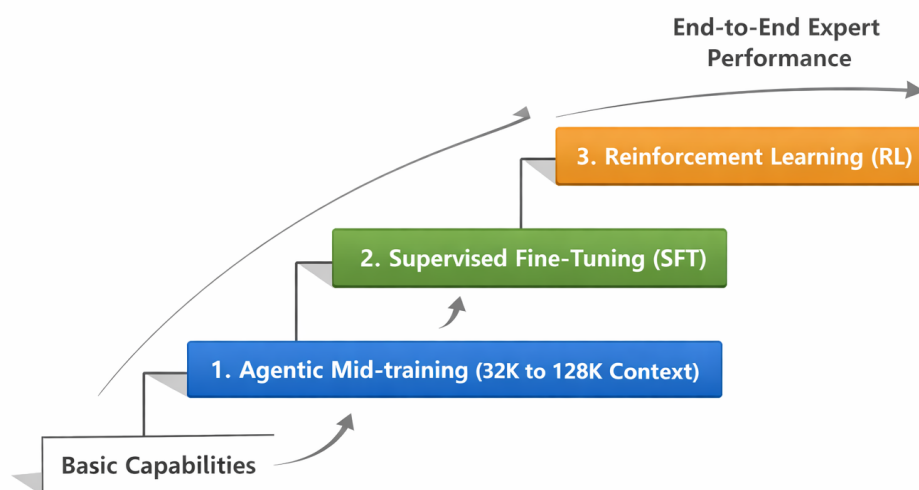 End-to-End Expert
Performance
3. Reinforcement Learning (RL)
2. Supervised Fine-Tuning (SFT)
1. Agentic Mid-training (32K to 128K Context)
Basic Capabilities